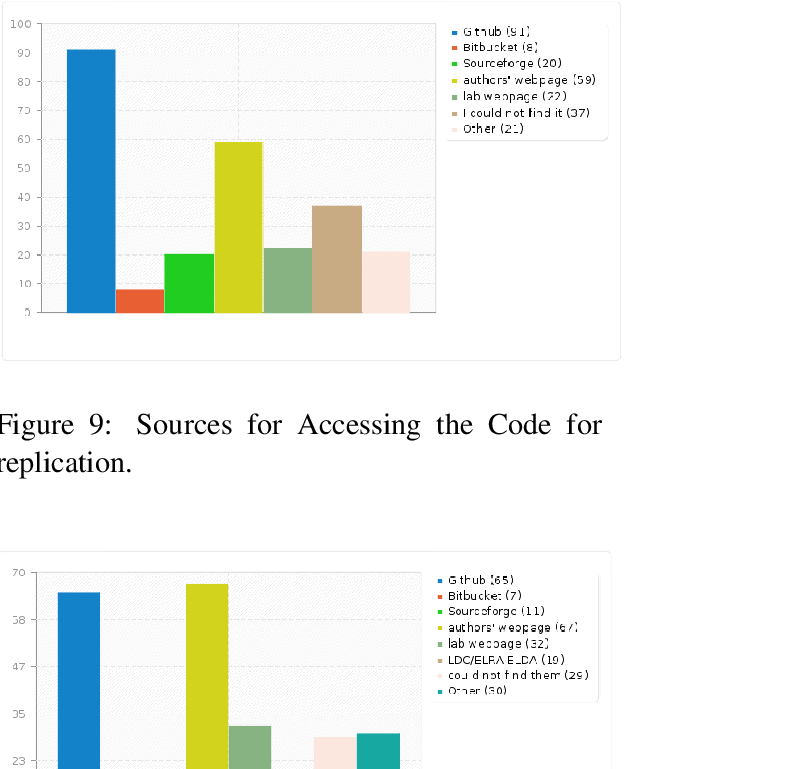 100
90
80
70
60
50
40
30
20
10
0
Github (91)
Bitbucket (8)
Sourceforge (20)
authors' webpage (59)
lab webpage (22)
I could not find it (37)
Other (21)
Figure 9: Sources for Accessing the Code for
replication.
70
58
47
35
23
Github (65)
Bitbucket (7)
Sourceforge (11)
authors' webpage (67)
lab webpage (32)
LDC/ELRA ELDA (19)
could not find them (29)
Other (30)